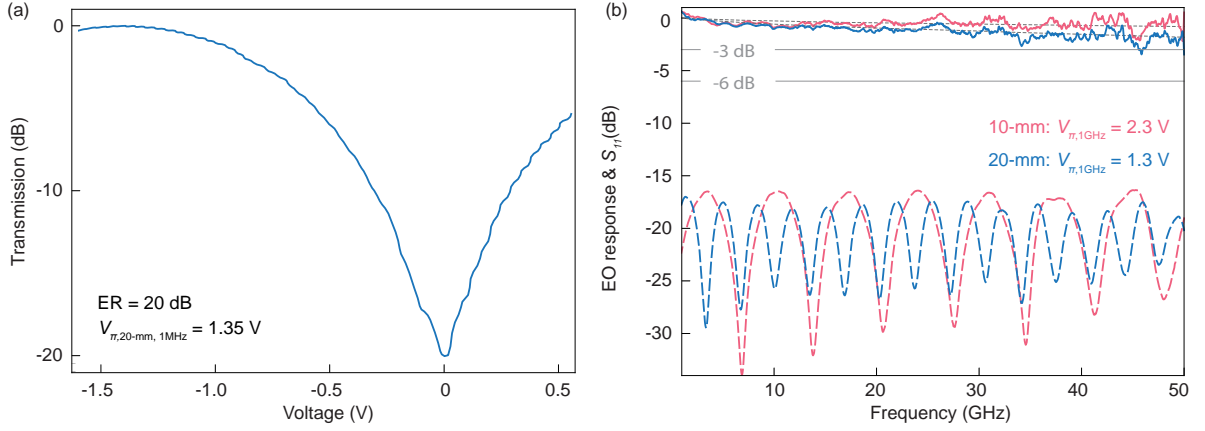 (a)
0
-10
-20
Transmission (dB)
ER = 20 dB
Vπ,20-mm, 1MHz = 1.35 V
-1.5 -1.0 -0.5 0 0.5
Voltage (V)
(b)
0
-5
-10
-15
-20
-25
-30
EO response & S11(dB)
-3 dB
-6 dB
10-mm: Vπ,1GHz = 2.3 V
20-mm: Vπ,1GHz = 1.3 V
10 20 30 40 50
Frequency (GHz)